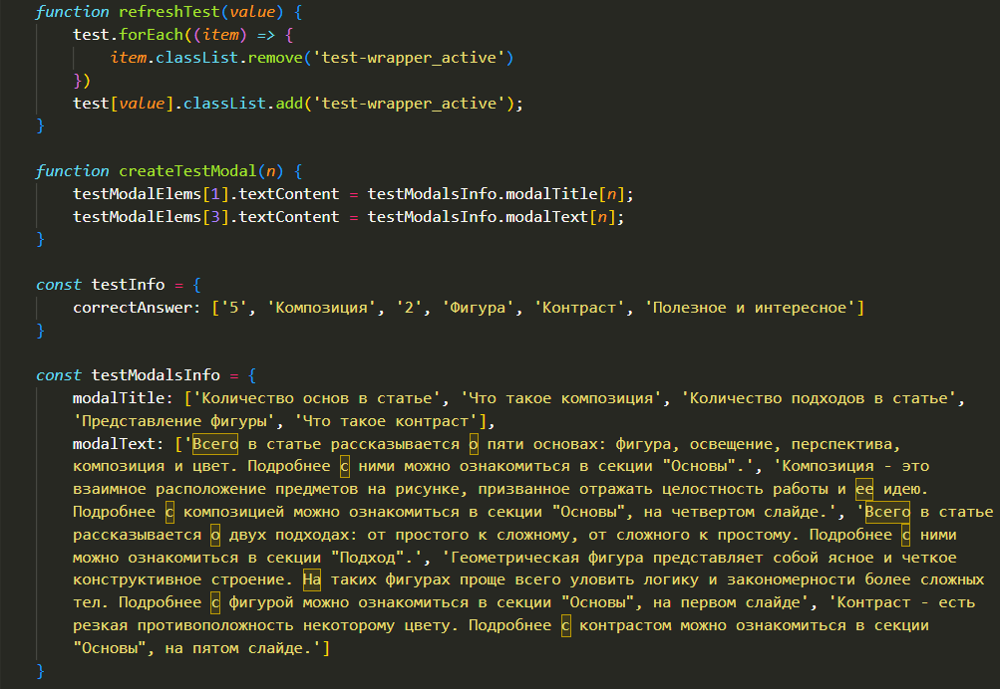 function refreshTest(value) {
test.forEach((item) => {
item.classList.remove('test-wrapper_active')
})
test[value].classList.add('test-wrapper_active');
}
function createTestModal(n) {
testModalElems[1].textContent = testModalsInfo.modalTitle[n];
testModalElems[3].textContent = testModalsInfo.modalText[n];
}
const testInfo = {
correctAnswer: ['5', 'Композиция', '2', 'Фигура', 'Контраст', 'Полезное и интересное']
}
const testModalsInfo = {
modalTitle: ['Количество основ в статье', 'Что такое композиция', 'Количество подходов в статье',
'Представление фигуры', 'Что такое контраст'],
modalText: ['Всего в статье рассказывается о пяти основах: фигура, освещение, перспектива,
композиция и цвет. Подробнее с ними можно ознакомиться в секции "Основы".', 'Композиция - это
взаимное расположение предметов на рисунке, призванное отражать целостность работы и ее идею.
Подробнее с композицией можно ознакомиться в секции "Основы", на четвертом слайде.', 'Всего в статье
рассказывается о двух подходах: от простого к сложному, от сложного к простому. Подробнее с ними
можно ознакомиться в секции "Подход".', 'Геометрическая фигура представляет собой ясное и четкое
конструктивное строение. На таких фигурах проще всего уловить логику и закономерности более сложных
тел. Подробнее с фигурой можно ознакомиться в секции "Основы", на первом слайде', 'Контраст - есть
резкая противоположность некоторому цвету. Подробнее с контрастом можно ознакомиться в секции
"Основы", на пятом слайде.']
}